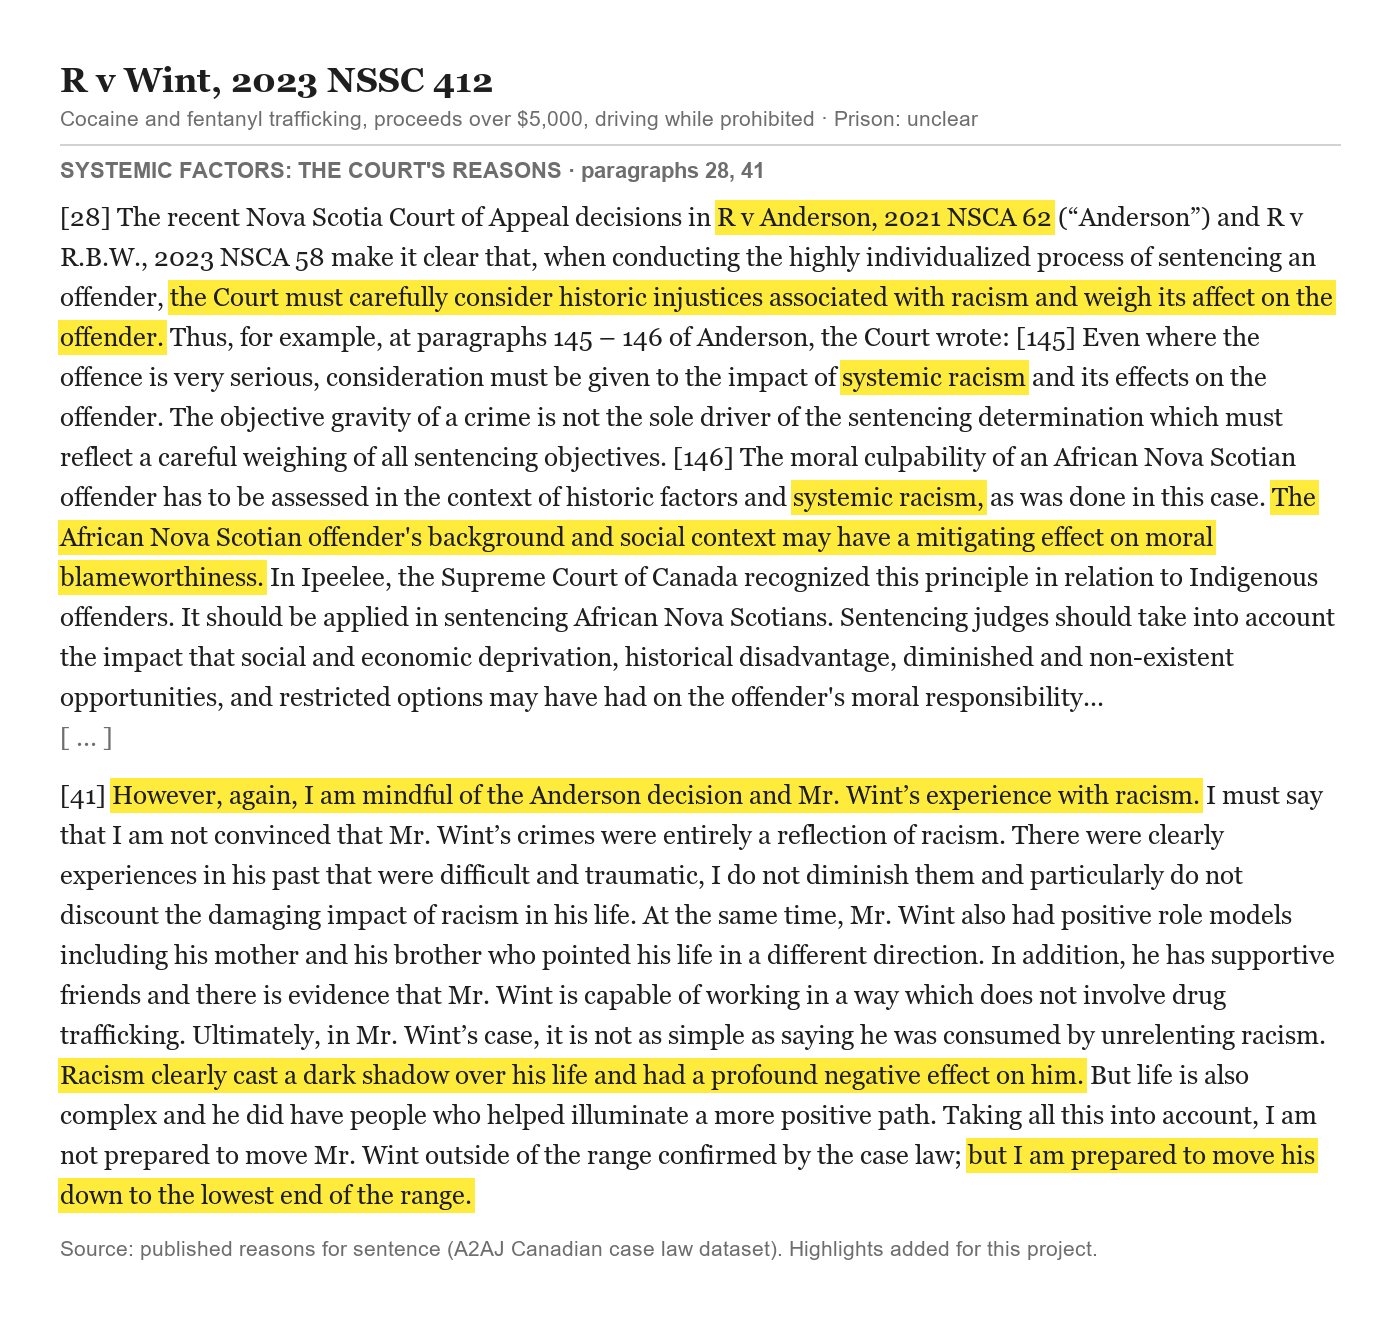 R v Wint, 2023 NSSC 412
Cocaine and fentanyl trafficking, proceeds over $5,000, driving while prohibited · Prison: unclear
SYSTEMIC FACTORS: THE COURT'S REASONS · paragraphs 28, 41
[28] The recent Nova Scotia Court of Appeal decisions in R v Anderson, 2021 NSCA 62 (“Anderson”) and R v
R.B.W., 2023 NSCA 58 make it clear that, when conducting the highly individualized process of sentencing an
offender, the Court must carefully consider historic injustices associated with racism and weigh its affect on the
offender. Thus, for example, at paragraphs 145 – 146 of Anderson, the Court wrote: [145] Even where the
offence is very serious, consideration must be given to the impact of systemic racism and its effects on the
offender. The objective gravity of a crime is not the sole driver of the sentencing determination which must
reflect a careful weighing of all sentencing objectives. [146] The moral culpability of an African Nova Scotian
offender has to be assessed in the context of historic factors and systemic racism, as was done in this case. The
African Nova Scotian offender's background and social context may have a mitigating effect on moral
blameworthiness. In Ipeelee, the Supreme Court of Canada recognized this principle in relation to Indigenous
offenders. It should be applied in sentencing African Nova Scotians. Sentencing judges should take into account
the impact that social and economic deprivation, historical disadvantage, diminished and non-existent
opportunities, and restricted options may have had on the offender's moral responsibility...
[ ... ]
[41] However, again, I am mindful of the Anderson decision and Mr. Wint’s experience with racism. I must say
that I am not convinced that Mr. Wint’s crimes were entirely a reflection of racism. There were clearly
experiences in his past that were difficult and traumatic, I do not diminish them and particularly do not
discount the damaging impact of racism in his life. At the same time, Mr. Wint also had positive role models
including his mother and his brother who pointed his life in a different direction. In addition, he has supportive
friends and there is evidence that Mr. Wint is capable of working in a way which does not involve drug
trafficking. Ultimately, in Mr. Wint’s case, it is not as simple as saying he was consumed by unrelenting racism.
Racism clearly cast a dark shadow over his life and had a profound negative effect on him. But life is also
complex and he did have people who helped illuminate a more positive path. Taking all this into account, I am
not prepared to move Mr. Wint outside of the range confirmed by the case law; but I am prepared to move his
down to the lowest end of the range.
Source: published reasons for sentence (A2AJ Canadian case law dataset). Highlights added for this project.